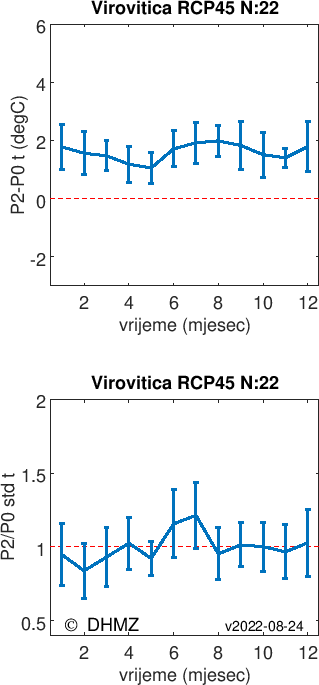 Virovitica RCP45 N:22
P2-P0 t (degC)
6
4
2
0
-2
2 4 6 8 10 12
vrijeme (mjesec)
Virovitica RCP45 N:22
P2/P0 std t
2
1.5
1
0.5
© DHMZ v2022-08-24
2 4 6 8 10 12
vrijeme (mjesec)